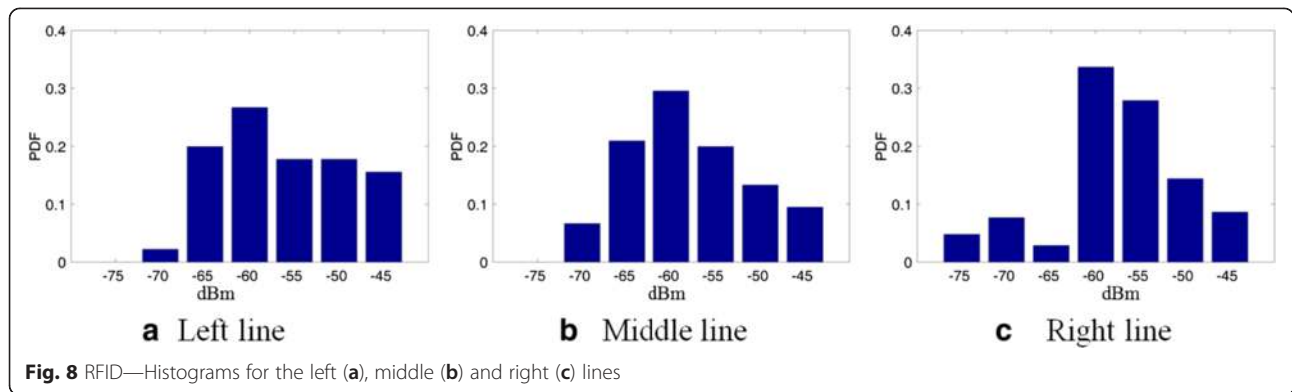 0.4
0.3
0.2
0.1
0
PDF
-75 -70 -65 -60 -55 -50 -45
dBm
a Left line
0.4
0.3
0.2
0.1
0
PDF
-75 -70 -65 -60 -55 -50 -45
dBm
b Middle line
0.4
0.3
0.2
0.1
0
PDF
-75 -70 -65 -60 -55 -50 -45
dBm
c Right line
Fig. 8 RFID—Histograms for the left (a), middle (b) and right (c) lines